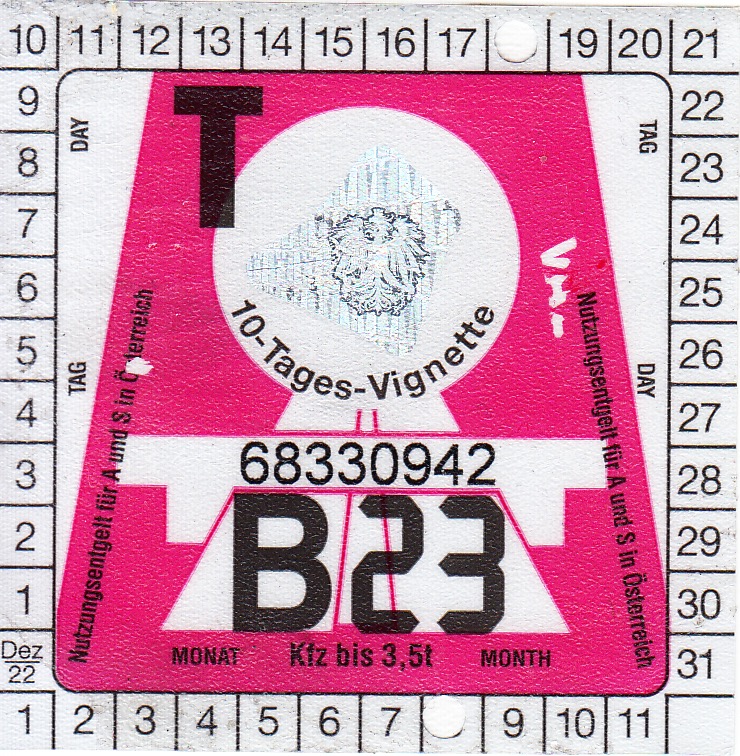 10 11 12 13 14 15 16 17 19 20 21
9 22
8 23
7 24
6 25
5 26
4 27
3 28
2 29
1 30
Dez
22
31
1 2 3 4 5 6 7 9 10 11
DAY
TAG
T
TAG
DAY
10-Tages-Vignette
Nutzungsentgelt für A und S in Österreich
Nutzungsentgelt für A und S in Österreich
68330942
B23
MONAT Kfz bis 3,5t MONTH